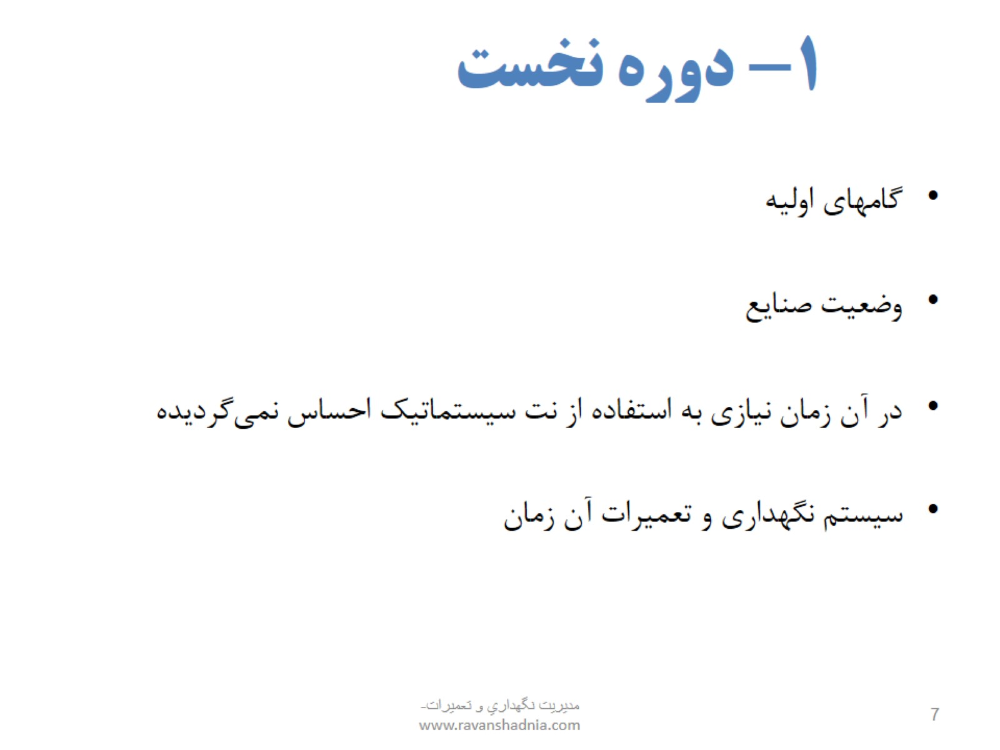 ۱- دوره نخست
• گامهای اولیه
• وضعیت صنایع
• در آن زمان نیازی به استفاده از نت سیستماتیک احساس نمی‌گردیده
• سیستم نگهداری و تعمیرات آن زمان
مدیریت نگهداري و تعمیرات-
www.ravanshadnia.com
7